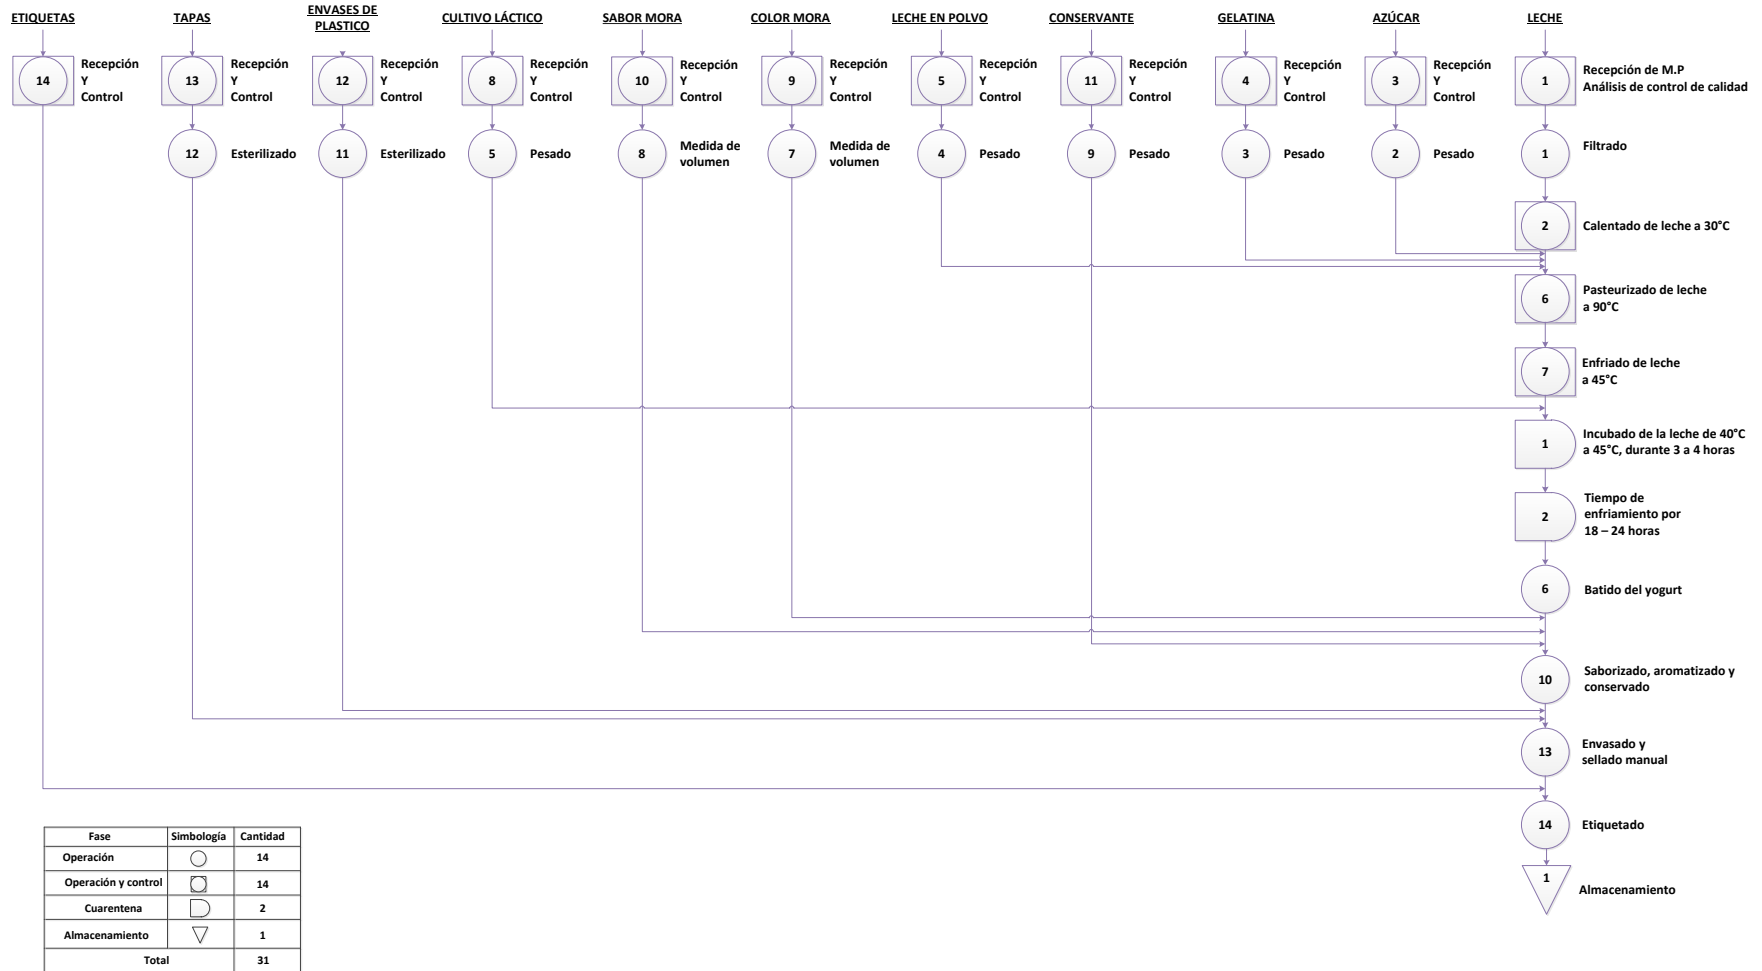 ETIQUETAS
TAPAS
ENVASES DE
PLASTICO
CULTIVO LÁCTICO
SABOR MORA
COLOR MORA
LECHE EN POLVO
CONSERVANTE
GELATINA
AZÚCAR
LECHE
14
Recepción
Y
Control
13
Recepción
Y
Control
12
Recepción
Y
Control
8
Recepción
Y
Control
10
Recepción
Y
Control
9
Recepción
Y
Control
5
Recepción
Y
Control
11
Recepción
Y
Control
4
Recepción
Y
Control
3
Recepción
Y
Control
1
Recepción de M.P
Análisis de control de calidad
12
Esterilizado
11
Esterilizado
5
Pesado
8
Medida de
volumen
7
Medida de
volumen
4
Pesado
9
Pesado
3
Pesado
2
Pesado
1
Filtrado
2
Calentado de leche a 30°C
6
Pasteurizado de leche
a 90°C
7
Enfriado de leche
a 45°C
1
Incubado de la leche de 40°C
a 45°C, durante 3 a 4 horas
2
Tiempo de
enfriamiento por
18 – 24 horas
6
Batido del yogurt
10
Saborizado, aromatizado y
conservado
13
Envasado y
sellado manual
14
Etiquetado
1
Almacenamiento
Fase Simbología Cantidad
Operación 14
Operación y control 14
Cuarentena 2
Almacenamiento 1
Total 31